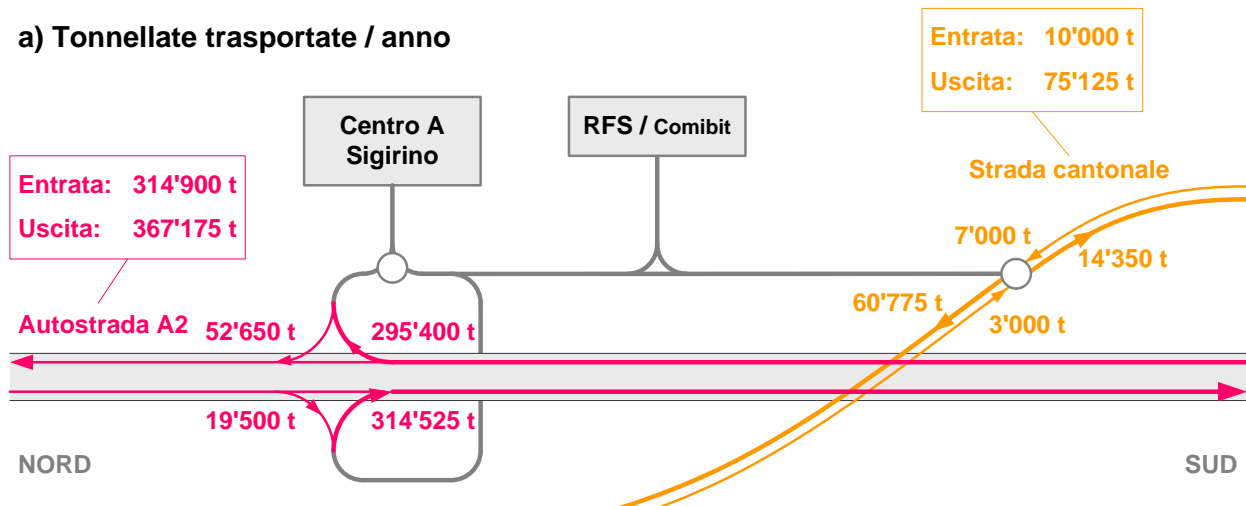 a) Tonnellate trasportate / anno
Entrata: 10'000 t
Uscita: 75'125 t
Centro A
Sigirino
RFS / Comibit
Entrata: 314'900 t
Uscita: 367'175 t
Strada cantonale
7'000 t
14'350 t
60'775 t
3'000 t
Autostrada A2
52'650 t
295'400 t
19'500 t
314'525 t
NORD
SUD